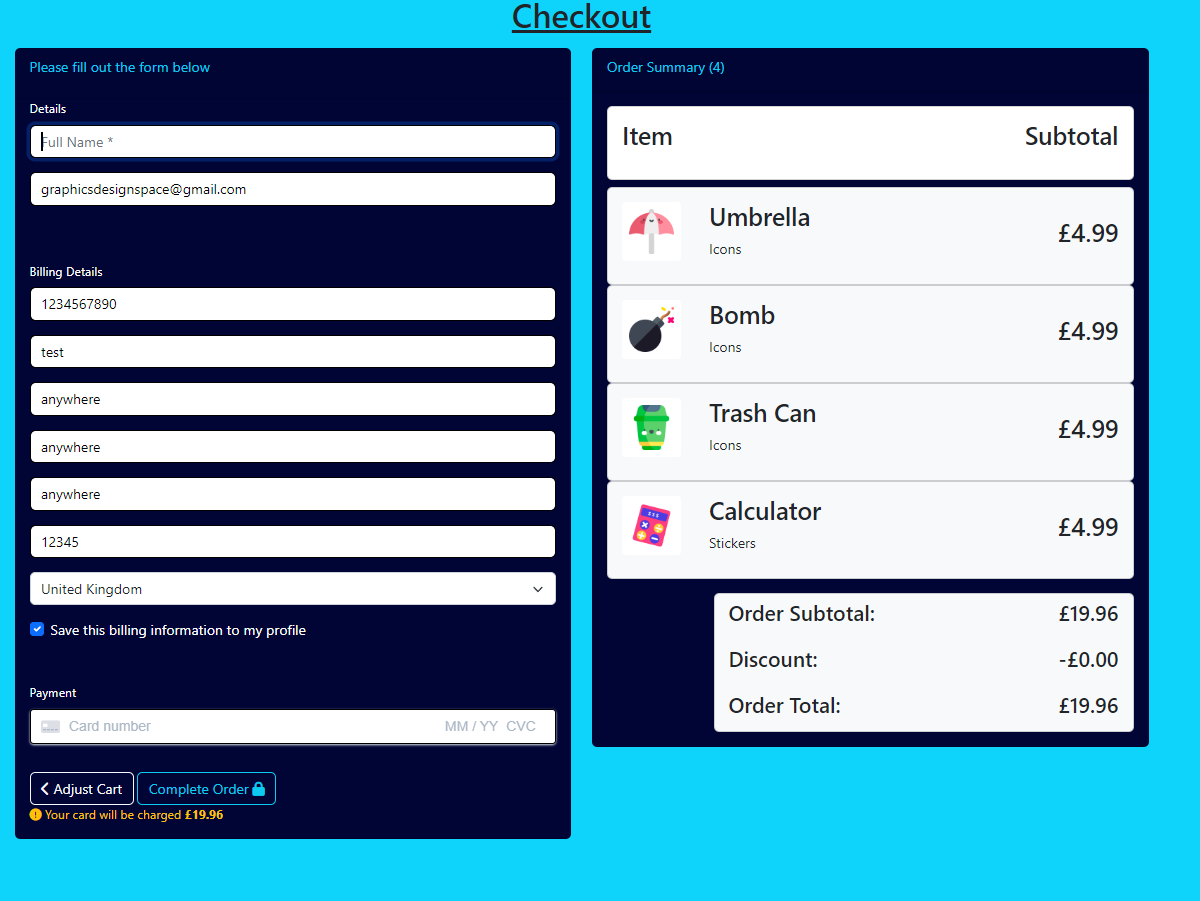 Checkout
Please fill out the form below
Details
Full Name *
graphicsdesignspace@gmail.com
Billing Details
1234567890
test
anywhere
anywhere
anywhere
12345
United Kingdom
Save this billing information to my profile
Payment
Card number MM / YY CVC
Adjust Cart Complete Order
Your card will be charged £19.96
Order Summary (4)
Item Subtotal
Umbrella
Icons
£4.99
Bomb
Icons
£4.99
Trash Can
Icons
£4.99
Calculator
Stickers
£4.99
Order Subtotal: £19.96
Discount: -£0.00
Order Total: £19.96